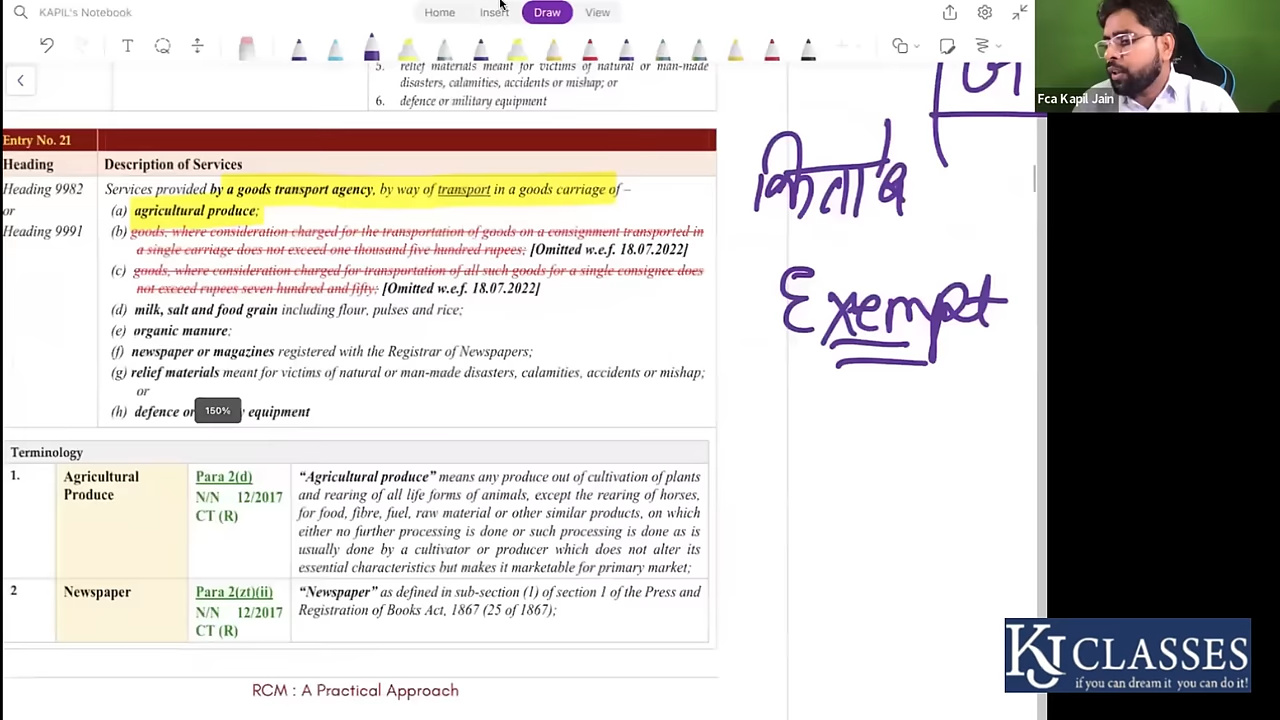 KAPIL's Notebook
Home Insert Draw View
5. relief materials meant for victims of natural or man-made
disasters, calamities, accidents or mishap; or
6. defence or military equipment
Fca Kapil Jain
Entry No. 21
Heading Description of Services
Heading 9982
or
Heading 9991
Services provided by a goods transport agency, by way of transport in a goods carriage of –
(a) agricultural produce;
(b) goods, where consideration charged for the transportation of goods on a consignment transported in
a single carriage does not exceed one thousand five hundred rupees; [Omitted w.e.f. 18.07.2022]
(c) goods, where consideration charged for transportation of all such goods for a single consignee does
not exceed rupees seven hundred and fifty; [Omitted w.e.f. 18.07.2022]
(d) milk, salt and food grain including flour, pulses and rice;
(e) organic manure;
(f) newspaper or magazines registered with the Registrar of Newspapers;
(g) relief materials meant for victims of natural or man-made disasters, calamities, accidents or mishap;
or
(h) defence or equipment
150%
किताब
Exempt
Terminology
1. Agricultural
Produce
Para 2(d)
N/N 12/2017
CT (R)
“Agricultural produce” means any produce out of cultivation of plants
and rearing of all life forms of animals, except the rearing of horses,
for food, fibre, fuel, raw material or other similar products, on which
either no further processing is done or such processing is done as is
usually done by a cultivator or producer which does not alter its
essential characteristics but makes it marketable for primary market;
2 Newspaper
Para 2(zt)(ii)
N/N 12/2017
CT (R)
“Newspaper” as defined in sub-section (1) of section 1 of the Press and
Registration of Books Act, 1867 (25 of 1867);
RCM : A Practical Approach
KJ CLASSES
if you can dream it you can do it!